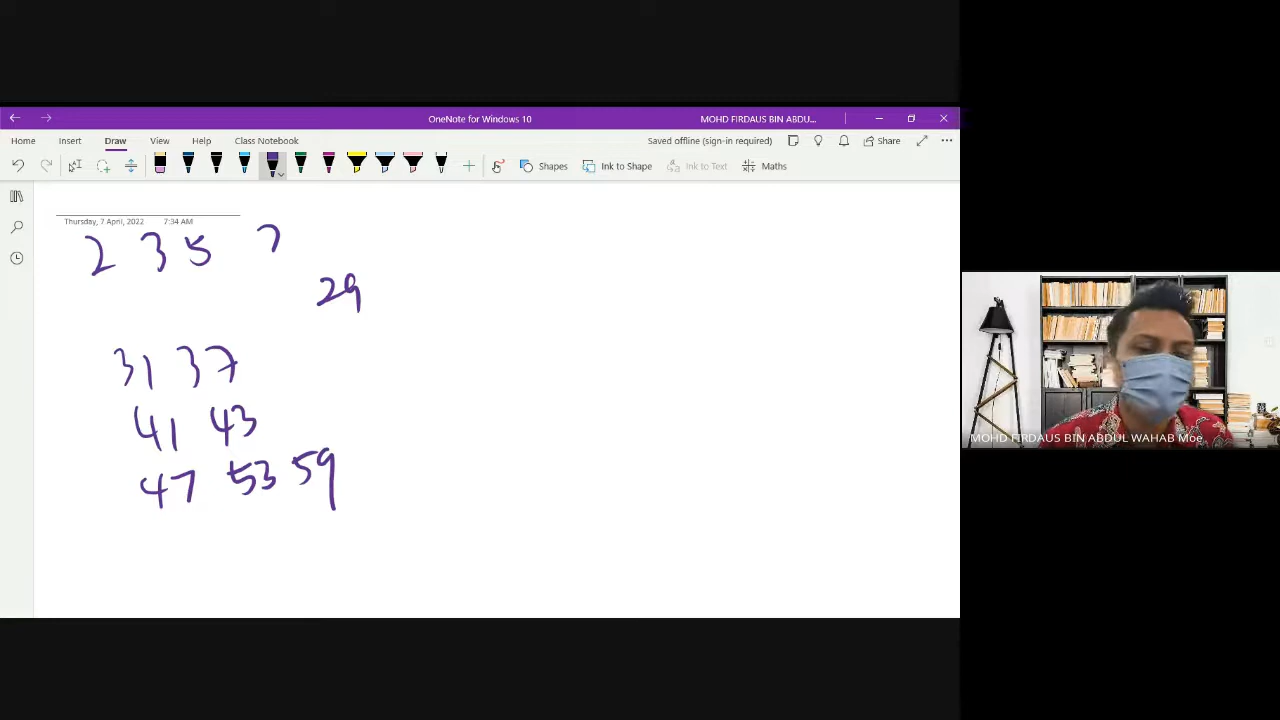 OneNote for Windows 10
MOHD FIRDAUS BIN ABDU...
Home Insert Draw View Help Class Notebook
Saved offline (sign-in required)
Share
Shapes
Ink to Shape
Ink to Text
Maths
Thursday, 7 April, 2022 7:34 AM
2 3 5 7
29
31 37
41 43
47 53 59
MOHD FIRDAUS BIN ABDUL WAHAB Moe